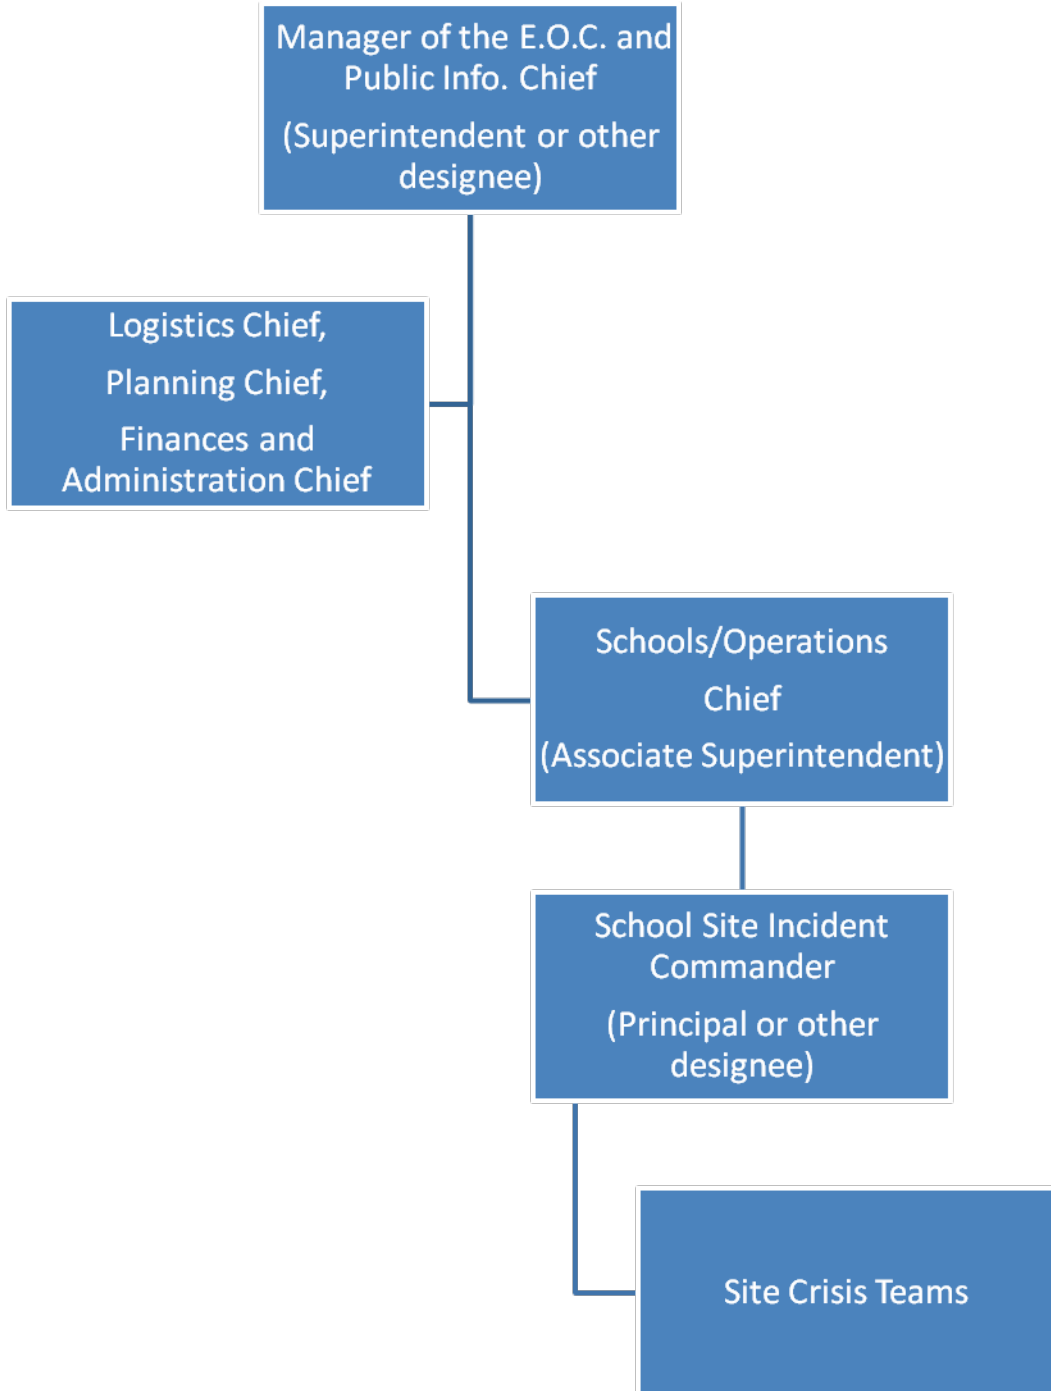 Manager of the E.O.C. and
Public Info. Chief
(Superintendent or other
designee)
Logistics Chief,
Planning Chief,
Finances and
Administration Chief
Schools/Operations
Chief
(Associate Superintendent)
School Site Incident
Commander
(Principal or other
designee)
Site Crisis Teams